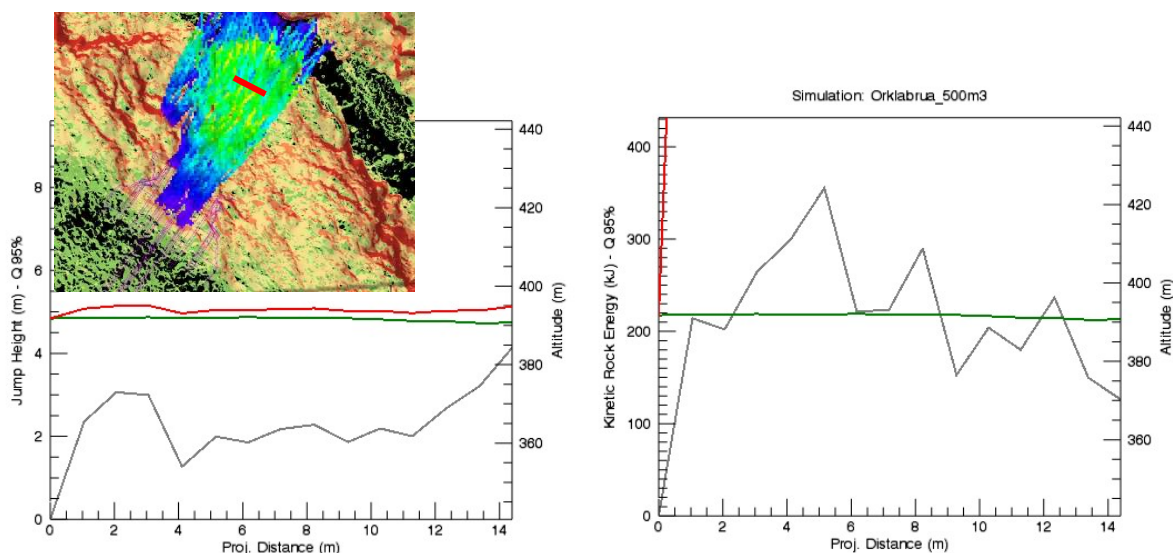 Simulation: Orklabrua_500m3
Jump Height (m) - Q 95%
8
6
4
2
0
440
420
400
380
360
Altitude (m)
0 2 4 6 8 10 12 14
Proj. Distance (m)
Kinetic Rock Energy (kJ) - Q 95%
400
300
200
100
0
440
420
400
380
360
Altitude (m)
0 2 4 6 8 10 12 14
Proj. Distance (m)